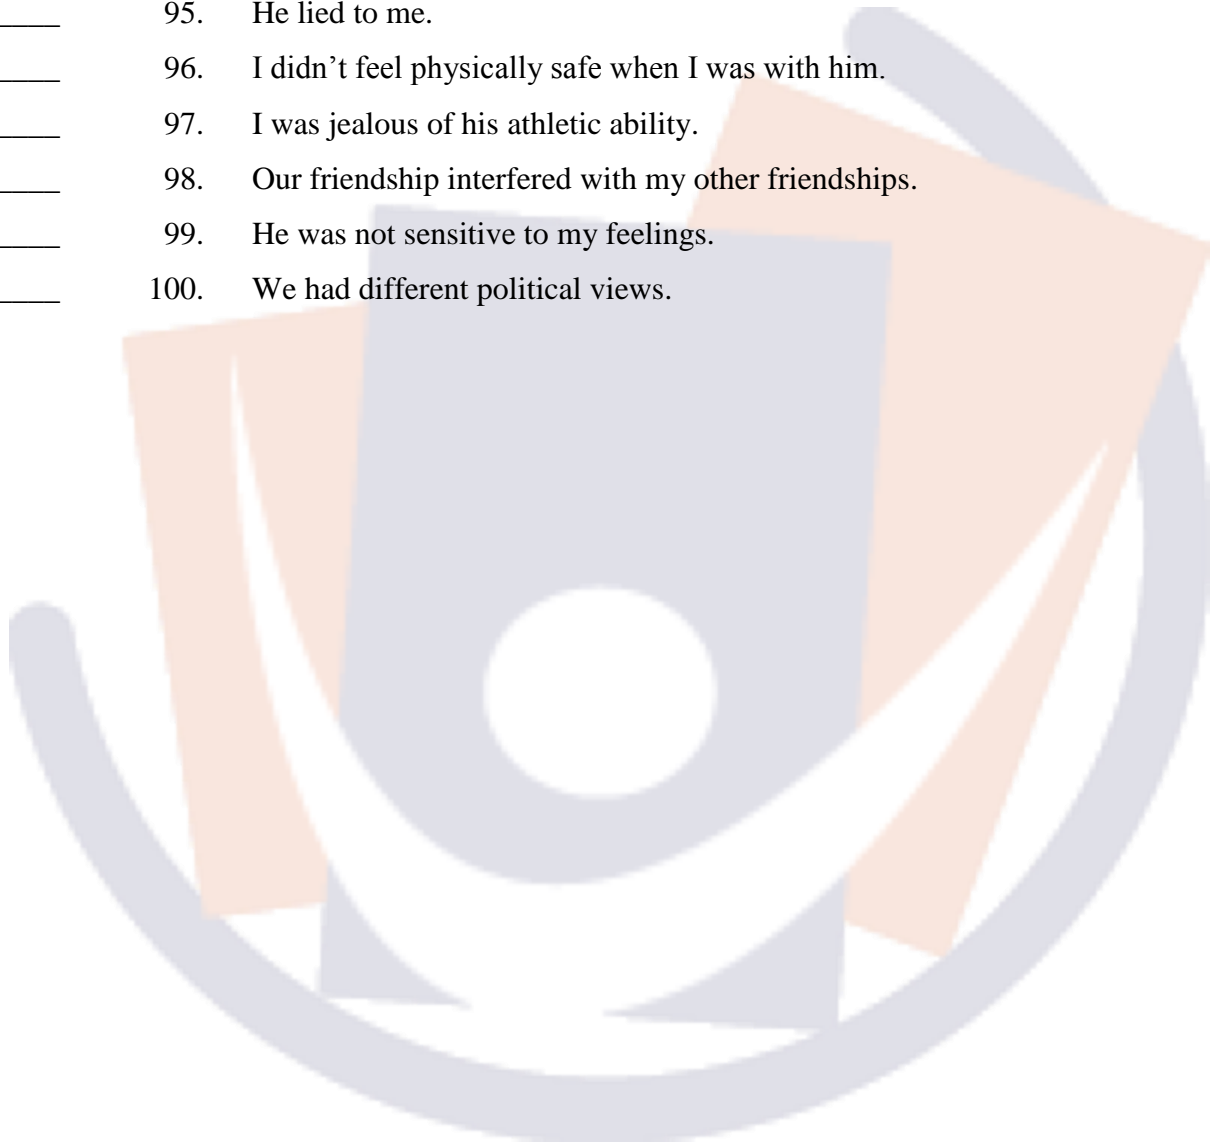 ____ 95. He lied to me.
____ 96. I didn’t feel physically safe when I was with him.
____ 97. I was jealous of his athletic ability.
____ 98. Our friendship interfered with my other friendships.
____ 99. He was not sensitive to my feelings.
____ 100. We had different political views.